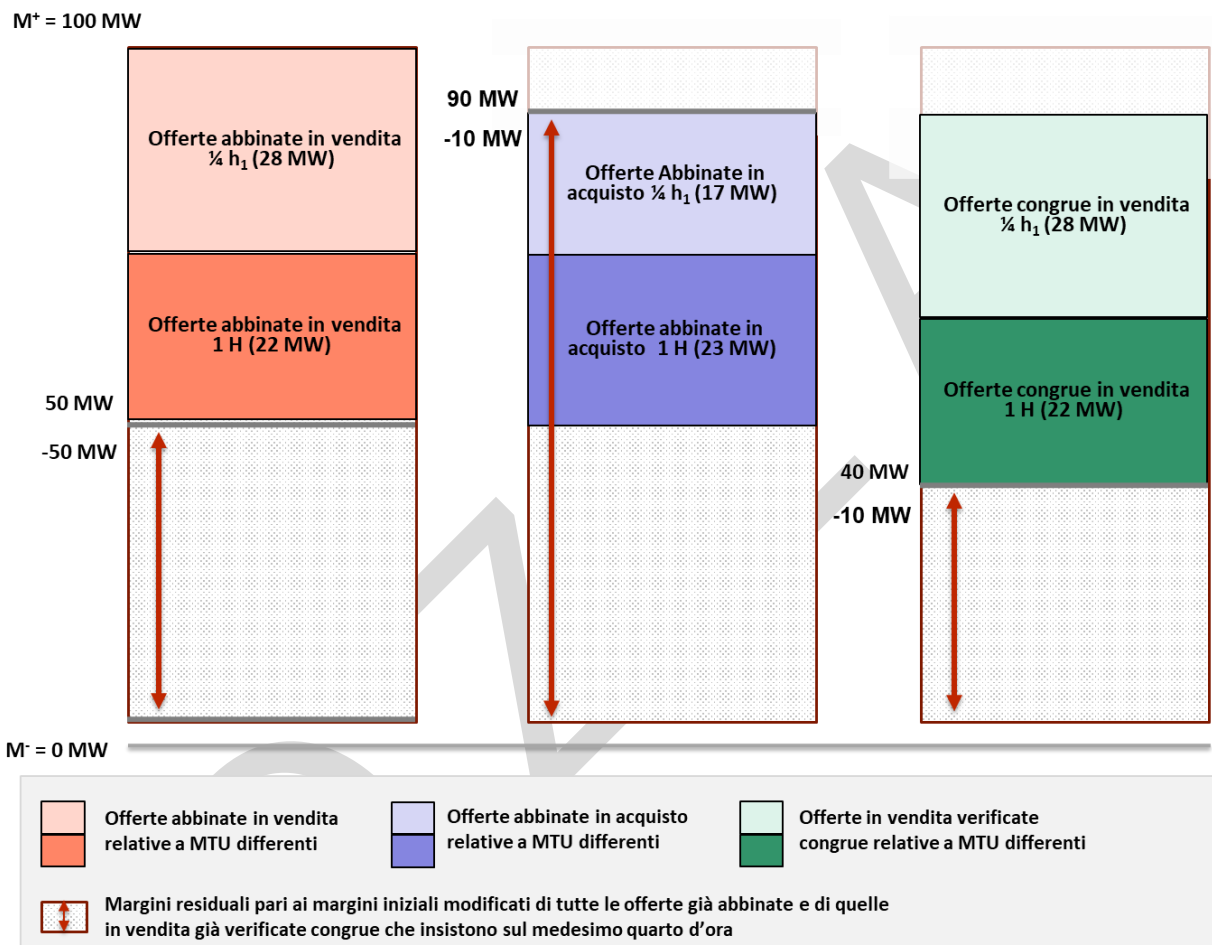 M⁺ = 100 MW
Offerte abbinate in vendita
¼ h₁ (28 MW)
Offerte abbinate in vendita
1 H (22 MW)
50 MW
-50 MW
90 MW
-10 MW
Offerte Abbinate in
acquisto ¼ h₁ (17 MW)
Offerte abbinate in
acquisto 1 H (23 MW)
Offerte congrue in vendita
¼ h₁ (28 MW)
Offerte congrue in vendita
1 H (22 MW)
40 MW
-10 MW
M⁻ = 0 MW
Offerte abbinate in vendita
relative a MTU differenti
Offerte abbinate in acquisto
relative a MTU differenti
Offerte in vendita verificate
congrue relative a MTU differenti
Margini residuali pari ai margini iniziali modificati di tutte le offerte già abbinate e di quelle
in vendita già verificate congrue che insistono sul medesimo quarto d'ora